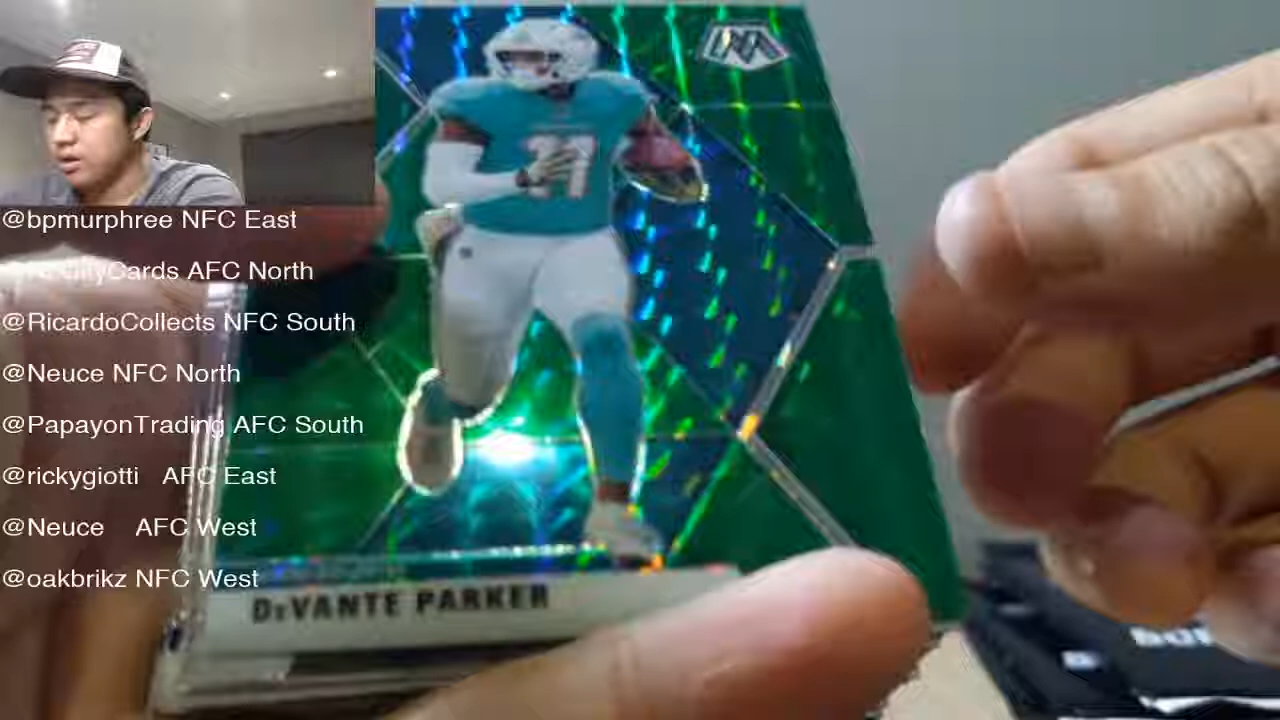 @bpmurphree NFC East
AFC North
@RicardoCollects NFC South
@Neuce NFC North
@PapayonTrading AFC South
@rickygiotti AFC East
@Neuce AFC West
@oakbrikz NFC West
11
DEVANTE PARKER